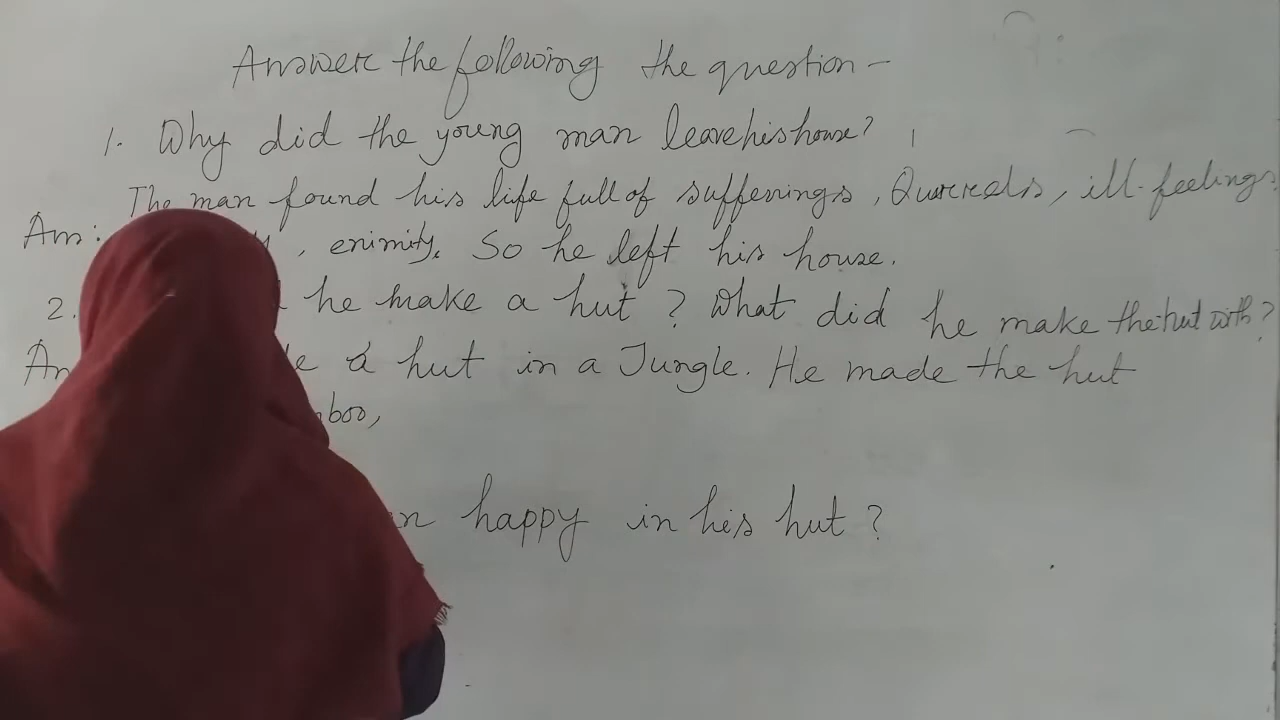 Answer the following the question -
1. Why did the young man leave his house?
The man found his life full of sufferings, Quarrels, ill-feelings
Ans: , enimity. So he left his house.
2. he make a hut ? What did he make the hut with?
a hut in a Jungle. He made the hut
happy in his hut ?